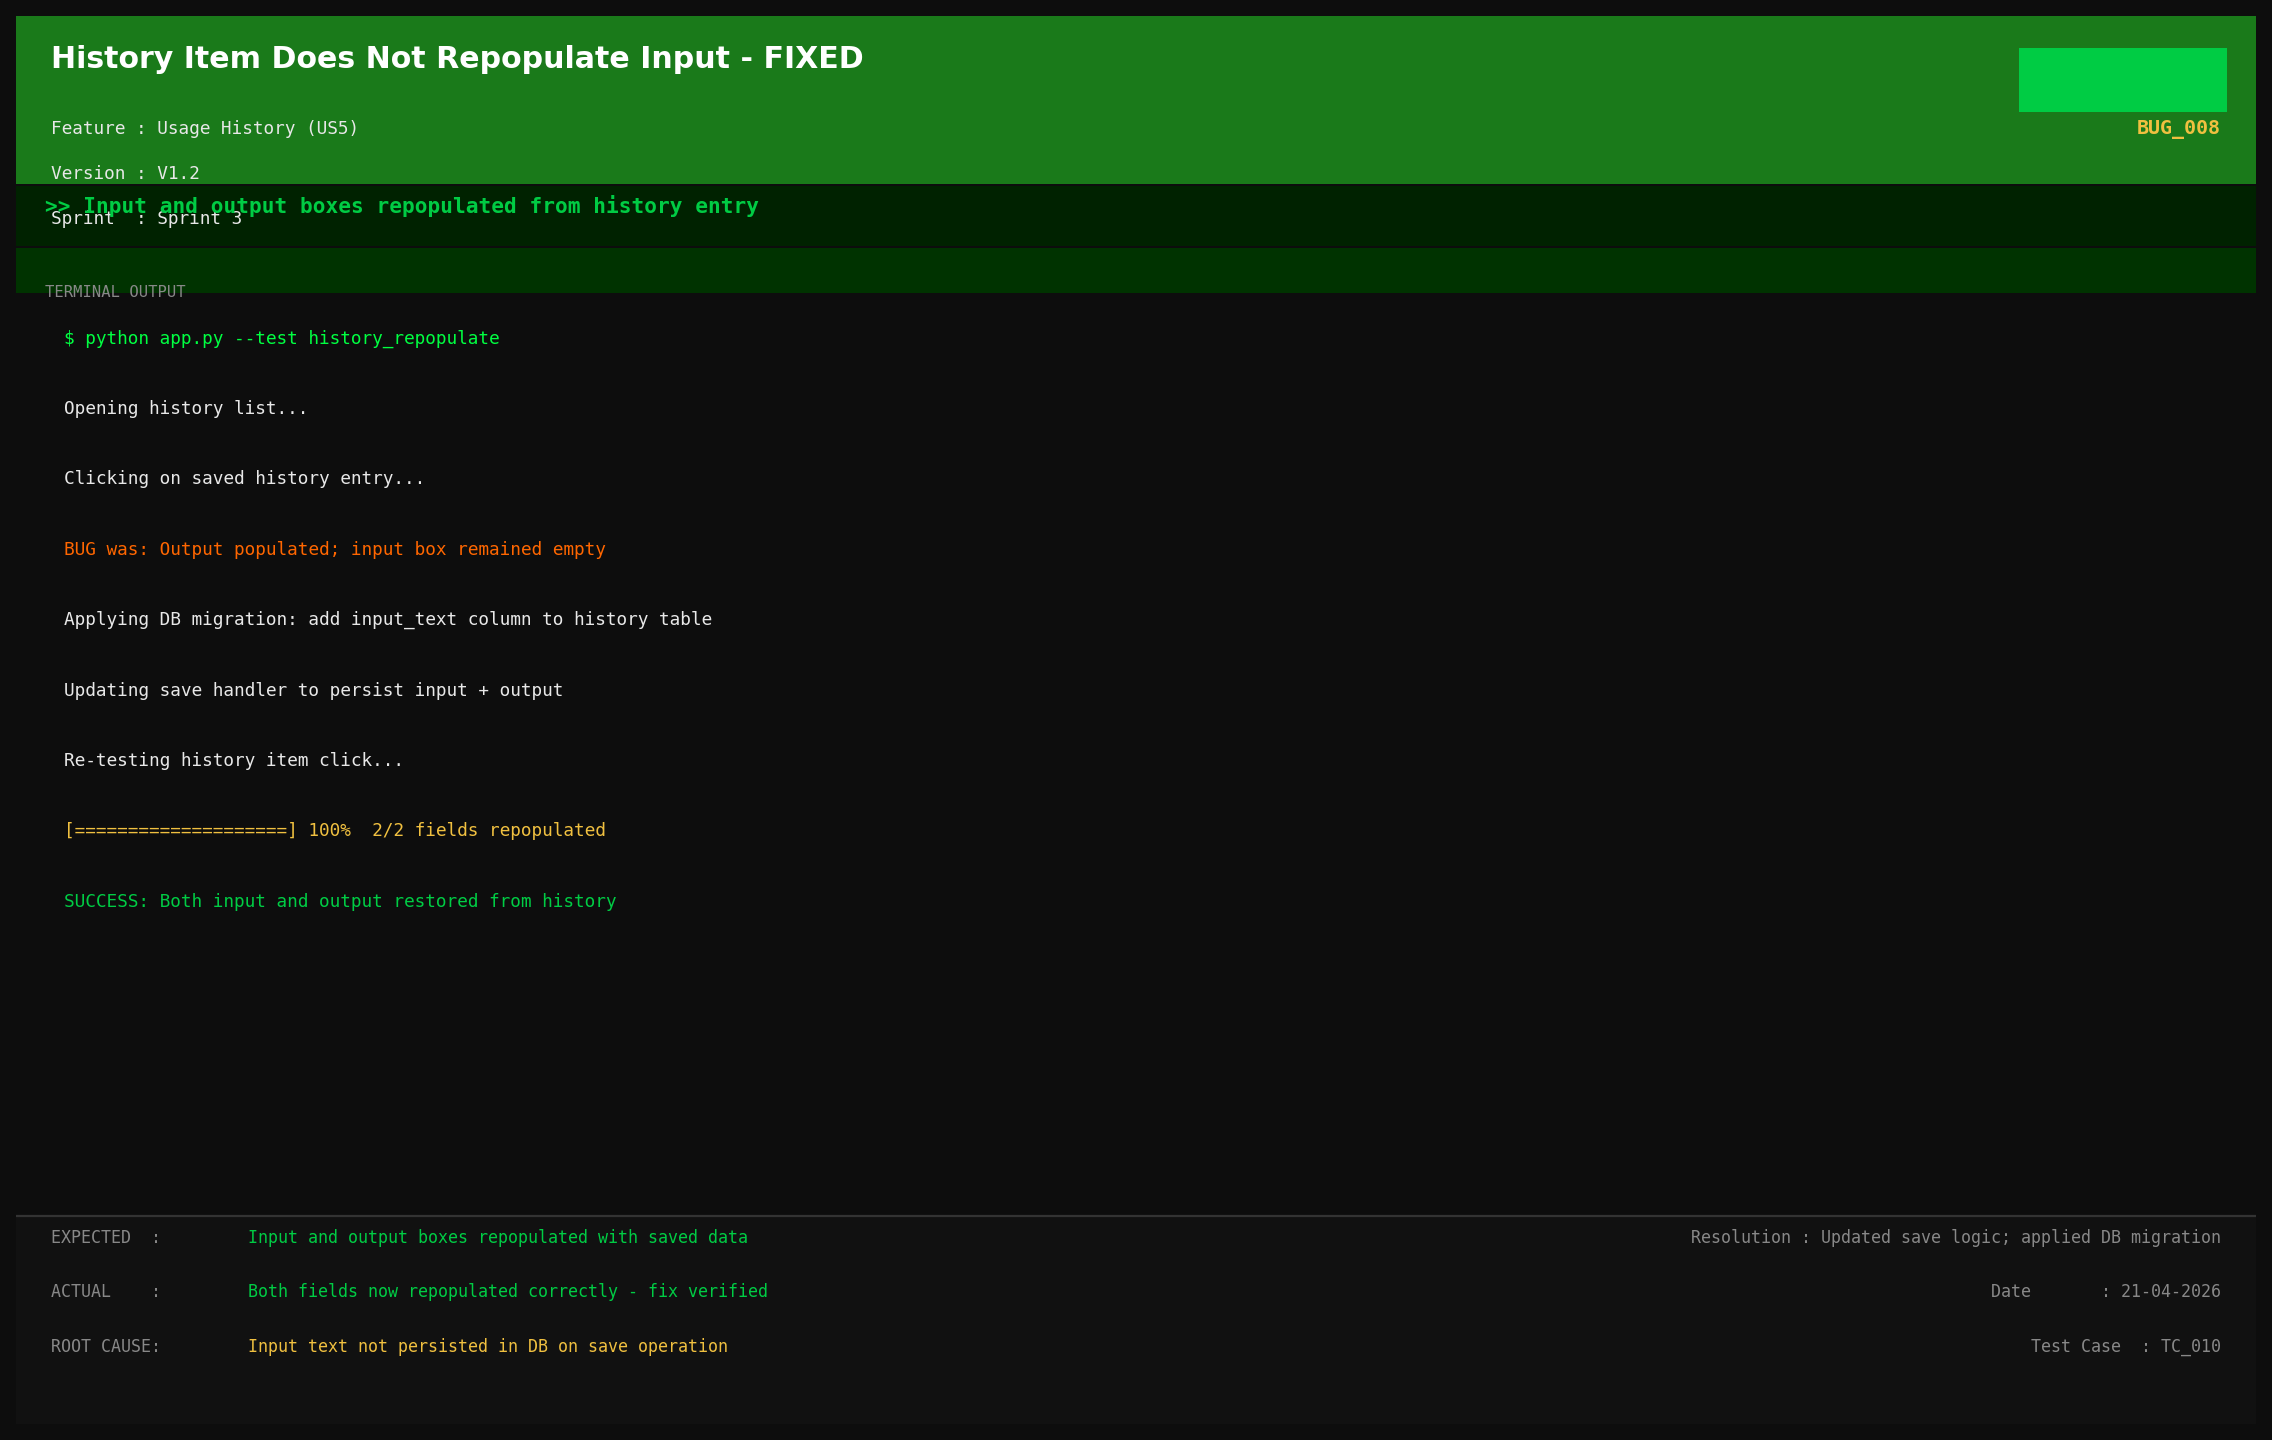 History Item Does Not Repopulate Input - FIXED
Feature : Usage History (US5)
BUG_008
Version : V1.2
>> Input and output boxes repopulated from history entry
Sprint  : Sprint 3
TERMINAL OUTPUT
$ python app.py --test history_repopulate
Opening history list...
Clicking on saved history entry...
BUG was: Output populated; input box remained empty
Applying DB migration: add input_text column to history table
Updating save handler to persist input + output
Re-testing history item click...
[====================] 100%  2/2 fields repopulated
SUCCESS: Both input and output restored from history
EXPECTED  : Input and output boxes repopulated with saved data
Resolution : Updated save logic; applied DB migration
ACTUAL    : Both fields now repopulated correctly - fix verified
Date       : 21-04-2026
ROOT CAUSE: Input text not persisted in DB on save operation
Test Case  : TC_010